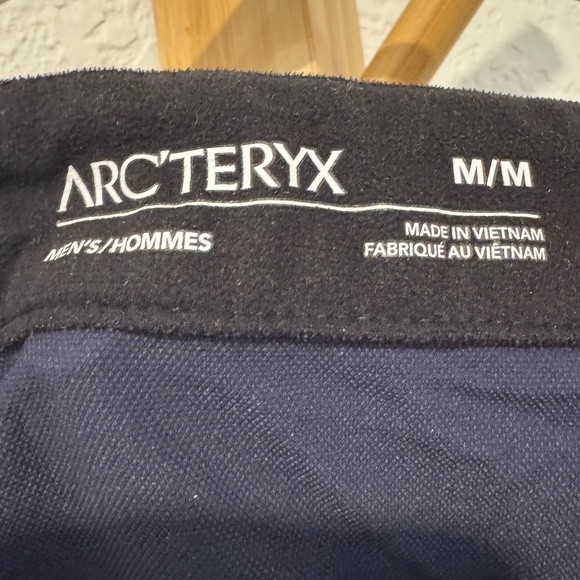 ARC'TERYX
M/M
MEN'S/HOMMES
MADE IN VIETNAM
FABRIQUÉ AU VIÊTNAM